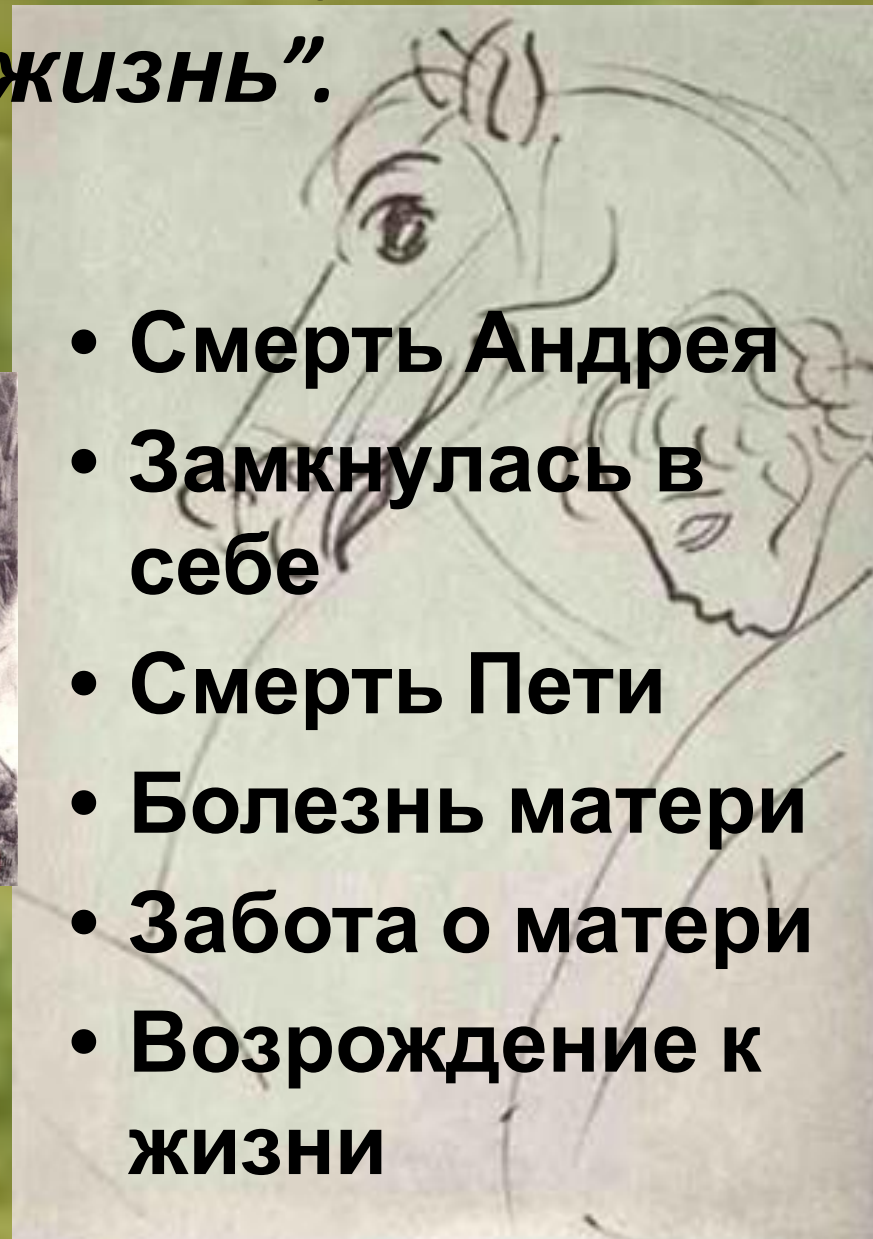 жизнь”.
• Смерть Андрея
• Замкнулась в
себе
• Смерть Пети
• Болезнь матери
• Забота о матери
• Возрождение к
жизни